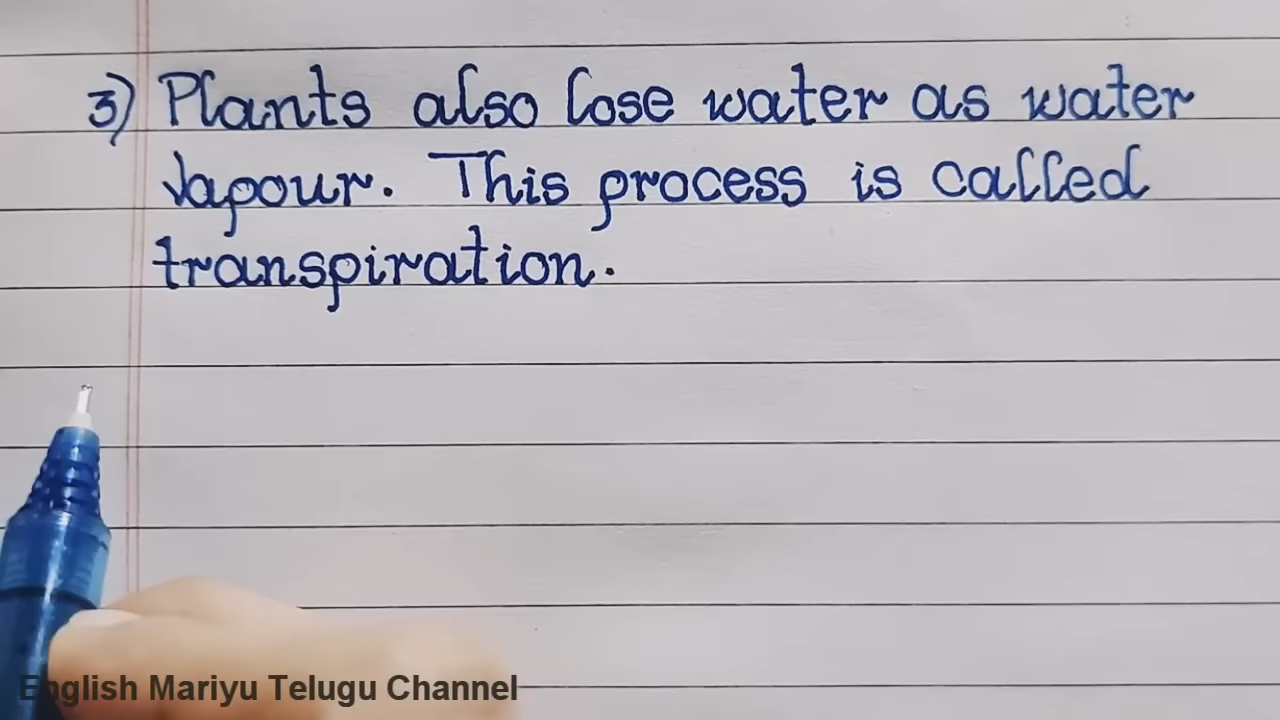 3) Plants also lose water as water
vapour. This process is called
transpiration.
English Mariyu Telugu Channel